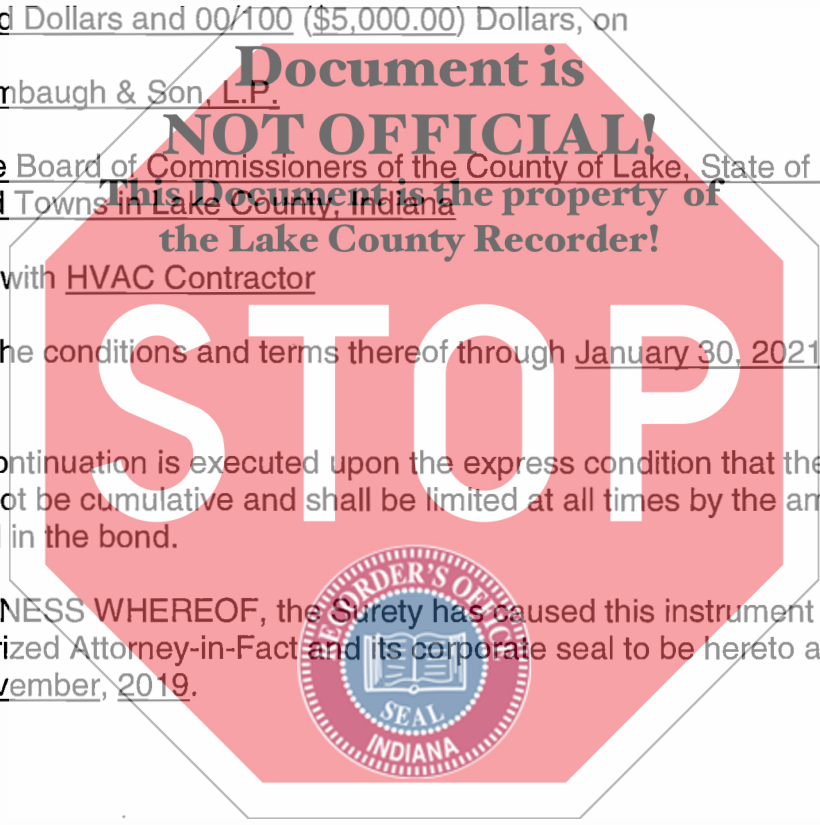 d Dollars and 00/100 ($5,000.00) Dollars, on
Document is
mbaugh & Son, L.P.
NOT OFFICIAL!
e Board of Commissioners of the County of Lake, State of
This Document is the property of
d Towns in Lake County, Indiana
the Lake County Recorder!
with HVAC Contractor
he conditions and terms thereof through January 30, 2021
STOP
ontinuation is executed upon the express condition that the
ot be cumulative and shall be limited at all times by the am
in the bond.
RECORDER'S OFFICE
NESS WHEREOF, the Surety has caused this instrument
ized Attorney-in-Fact and its corporate seal to be hereto a
vember, 2019.
SEAL
INDIANA